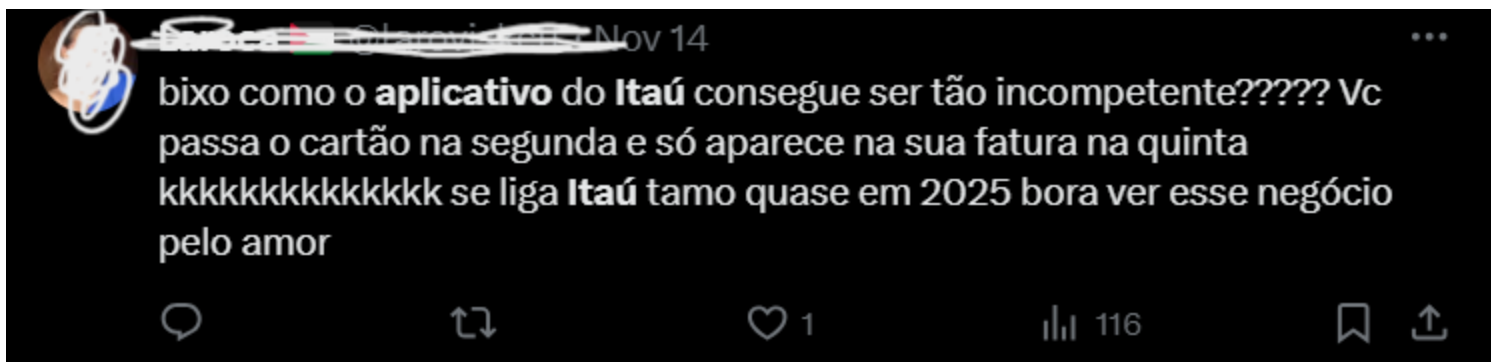 Nov 14
bixo como o aplicativo do Itaú consegue ser tão incompetente????? Vc
passa o cartão na segunda e só aparece na sua fatura na quinta
kkkkkkkkkkkkkk se liga Itaú tamo quase em 2025 bora ver esse negócio
pelo amor
1 116